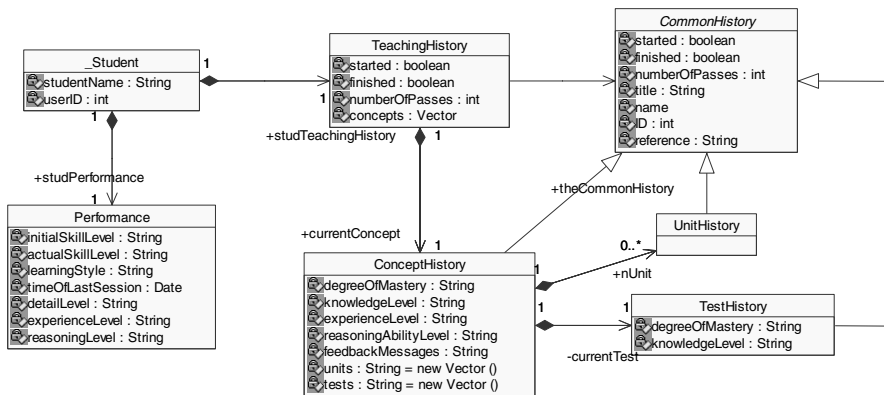 _Student
studentName : String
userID : int
1
1
1
1
+studPerformance
+studTeachingHistory
Performance
initialSkillLevel : String
actualSkillLevel : String
learningStyle : String
timeOfLastSession : Date
detailLevel : String
experienceLevel : String
reasoningLevel : String
TeachingHistory
started : boolean
finished : boolean
numberOfPasses : int
concepts : Vector
1
+currentConcept
1
ConceptHistory
degreeOfMastery : String
knowledgeLevel : String
experienceLevel : String
reasoningAbilityLevel : String
feedbackMessages : String
units : String = new Vector ()
tests : String = new Vector ()
CommonHistory
started : boolean
finished : boolean
numberOfPasses : int
title : String
name
ID : int
reference : String
+theCommonHistory
UnitHistory
0..*
+nUnit
1
1
1
-currentTest
TestHistory
degreeOfMastery : String
knowledgeLevel : String